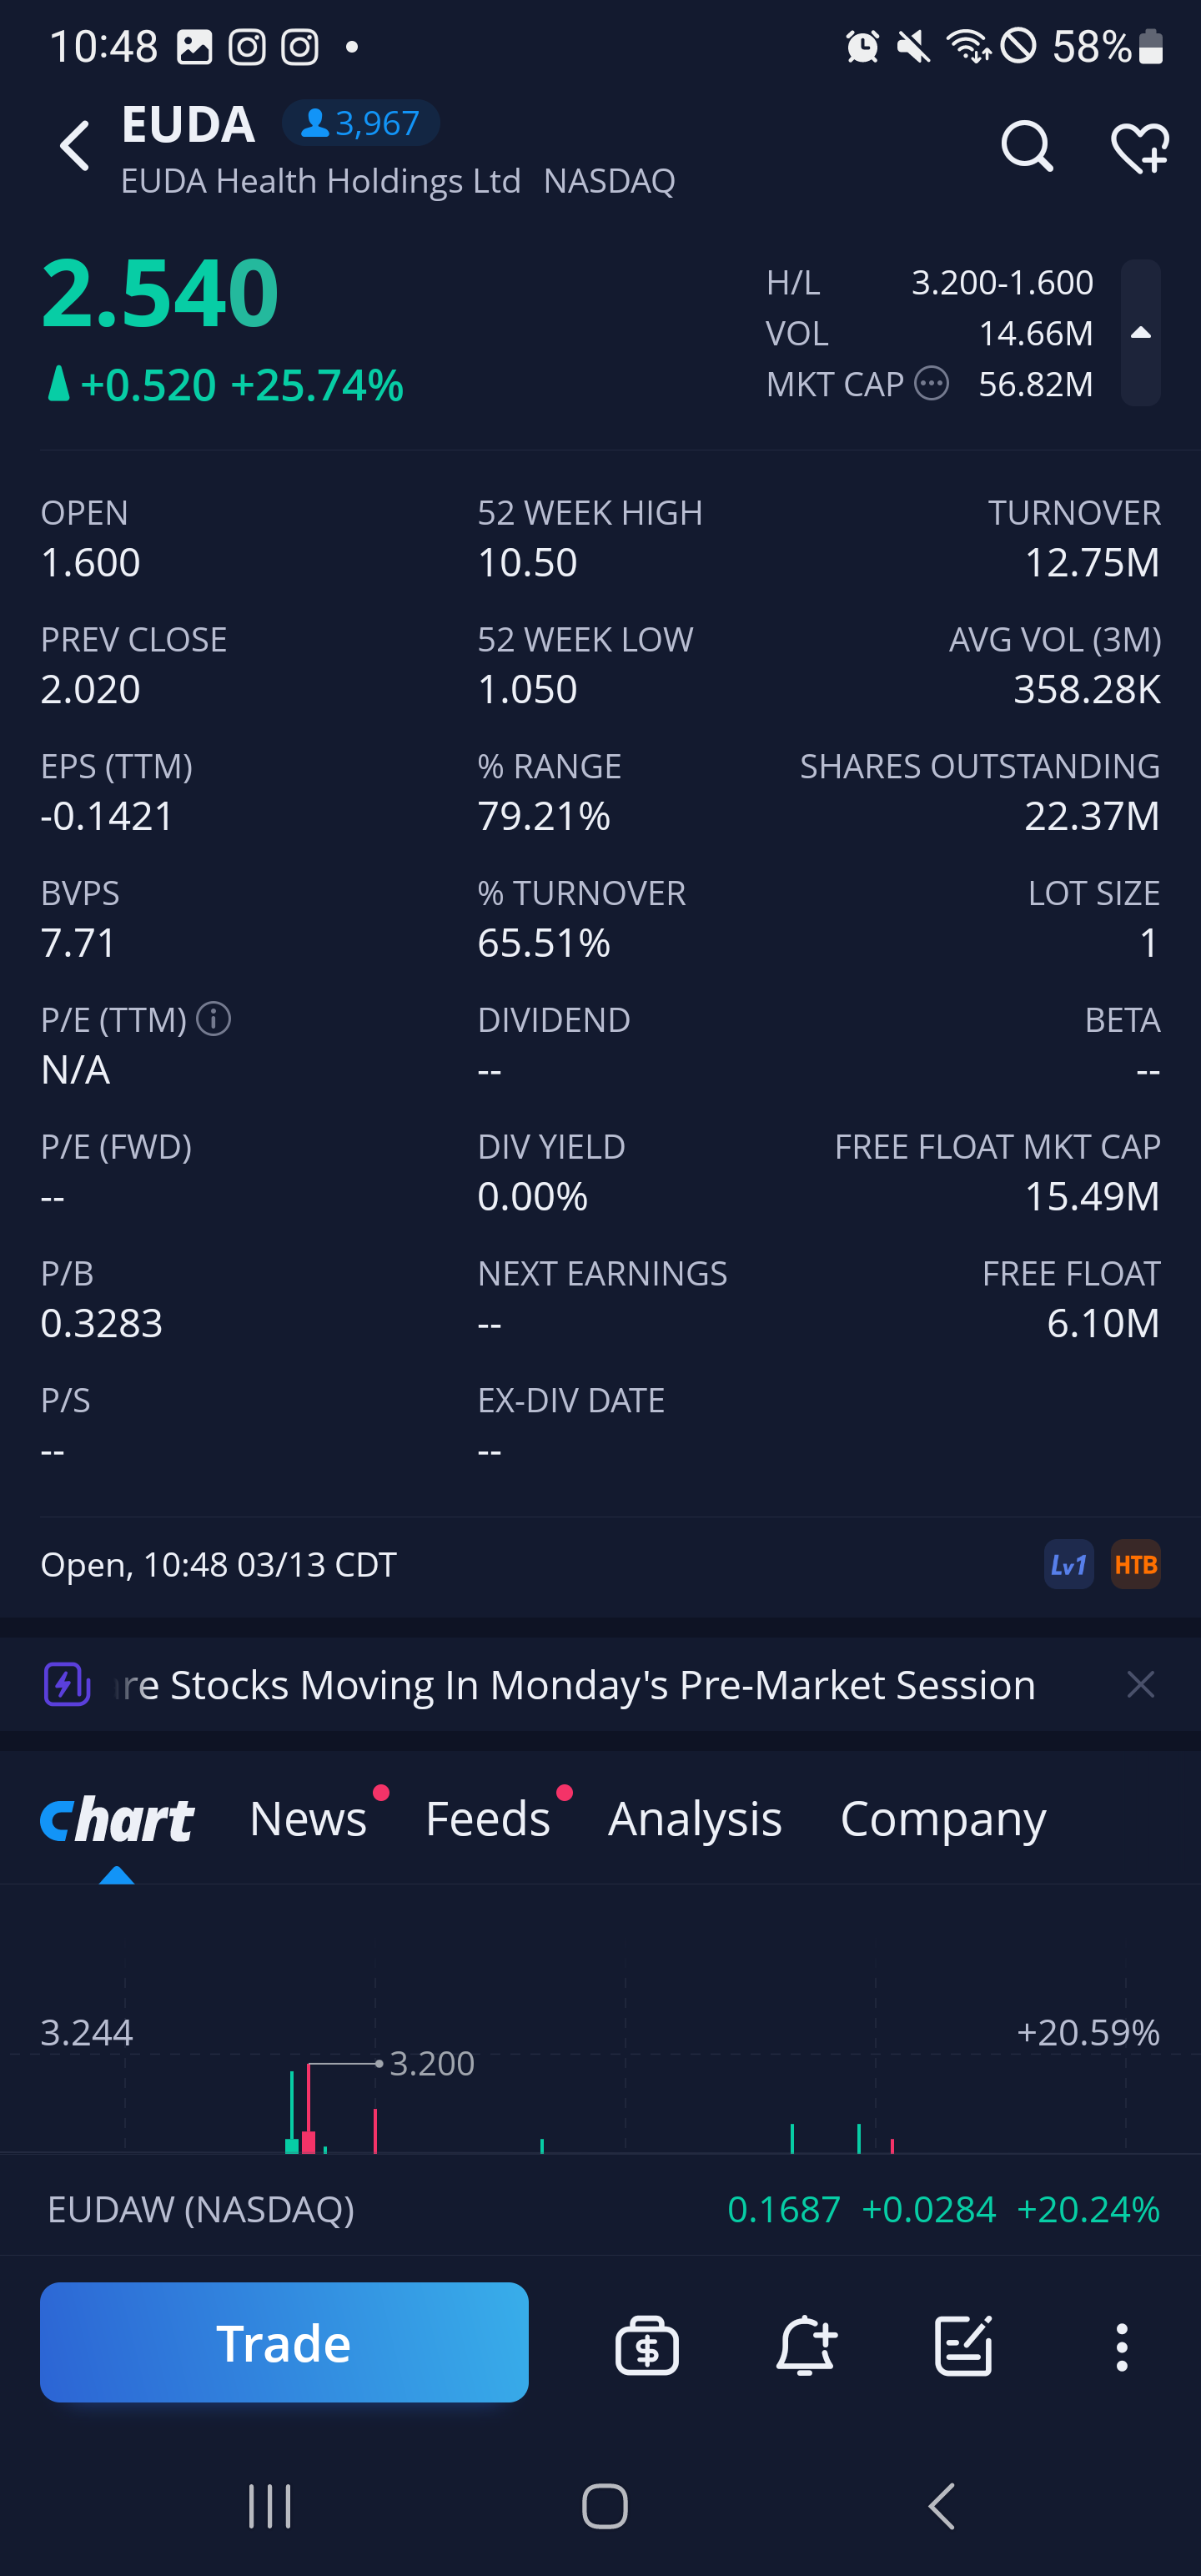 10:48 58%
EUDA 3,967
EUDA Health Holdings Ltd NASDAQ
2.540
+0.520 +25.74%
H/L 3.200-1.600
VOL 14.66M
MKT CAP 56.82M
OPEN 52 WEEK HIGH TURNOVER
1.600 10.50 12.75M
PREV CLOSE 52 WEEK LOW AVG VOL (3M)
2.020 1.050 358.28K
EPS (TTM) % RANGE SHARES OUTSTANDING
-0.1421 79.21% 22.37M
BVPS % TURNOVER LOT SIZE
7.71 65.51% 1
P/E (TTM) DIVIDEND BETA
N/A -- --
P/E (FWD) DIV YIELD FREE FLOAT MKT CAP
-- 0.00% 15.49M
P/B NEXT EARNINGS FREE FLOAT
0.3283 -- 6.10M
P/S EX-DIV DATE
-- --
Open, 10:48 03/13 CDT Lv1 HTB
re Stocks Moving In Monday's Pre-Market Session
Chart News Feeds Analysis Company
3.244 +20.59%
3.200
EUDAW (NASDAQ) 0.1687 +0.0284 +20.24%
Trade